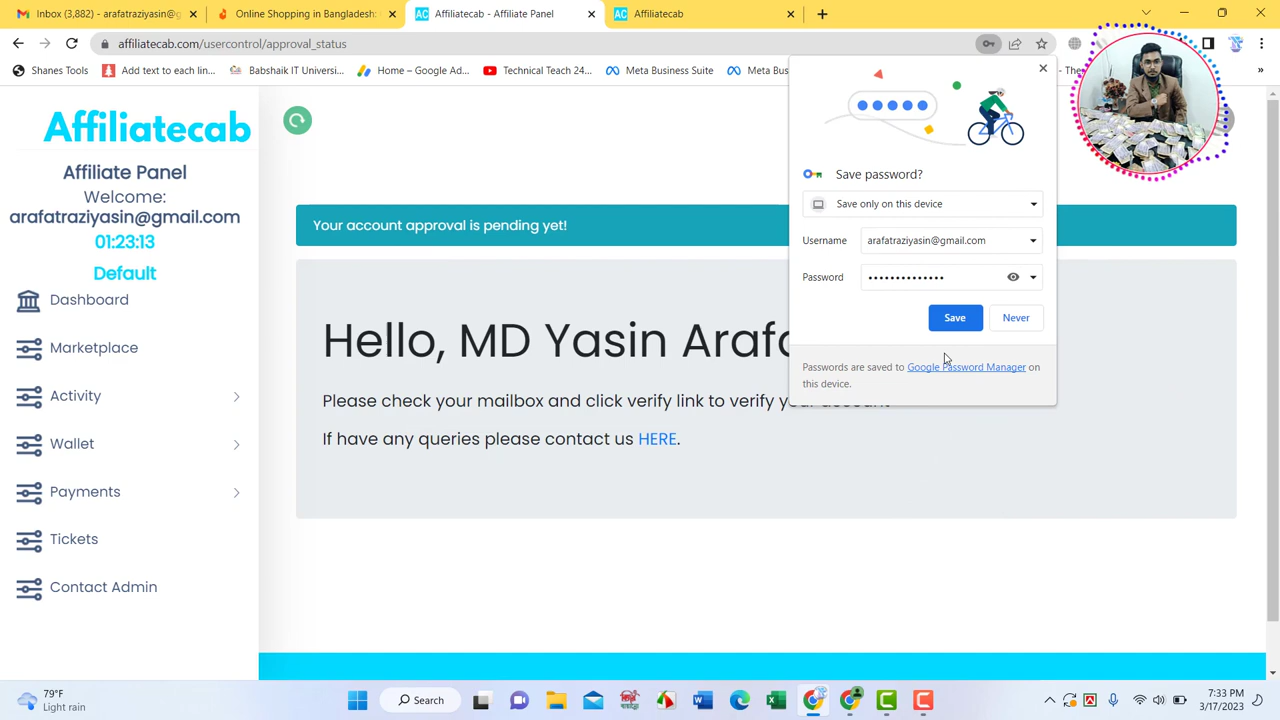 Inbox (3,882) - arafatraziyasin@g
Online Shopping in Bangladesh:
AC Affiliatecab - Affiliate Panel
AC Affiliatecab
affiliatecab.com/usercontrol/approval_status
Shanes Tools
Add text to each lin...
Babshaik IT Universi...
Home – Google Ad...
Technical Teach 24...
Meta Business Suite
Meta Bus
- The
»
Affiliatecab
Affiliate Panel
Welcome:
arafatraziyasin@gmail.com
01:23:13
Default
Dashboard
Marketplace
Activity
Wallet
Payments
Tickets
Contact Admin
Your account approval is pending yet!
Hello, MD Yasin Arafa
Please check your mailbox and click verify link to verify your account
If have any queries please contact us HERE.
Save password?
Save only on this device
Username arafatraziyasin@gmail.com
Password ••••••••••••••
Save Never
Passwords are saved to Google Password Manager on
this device.
79°F
Light rain
Search
7:33 PM
3/17/2023